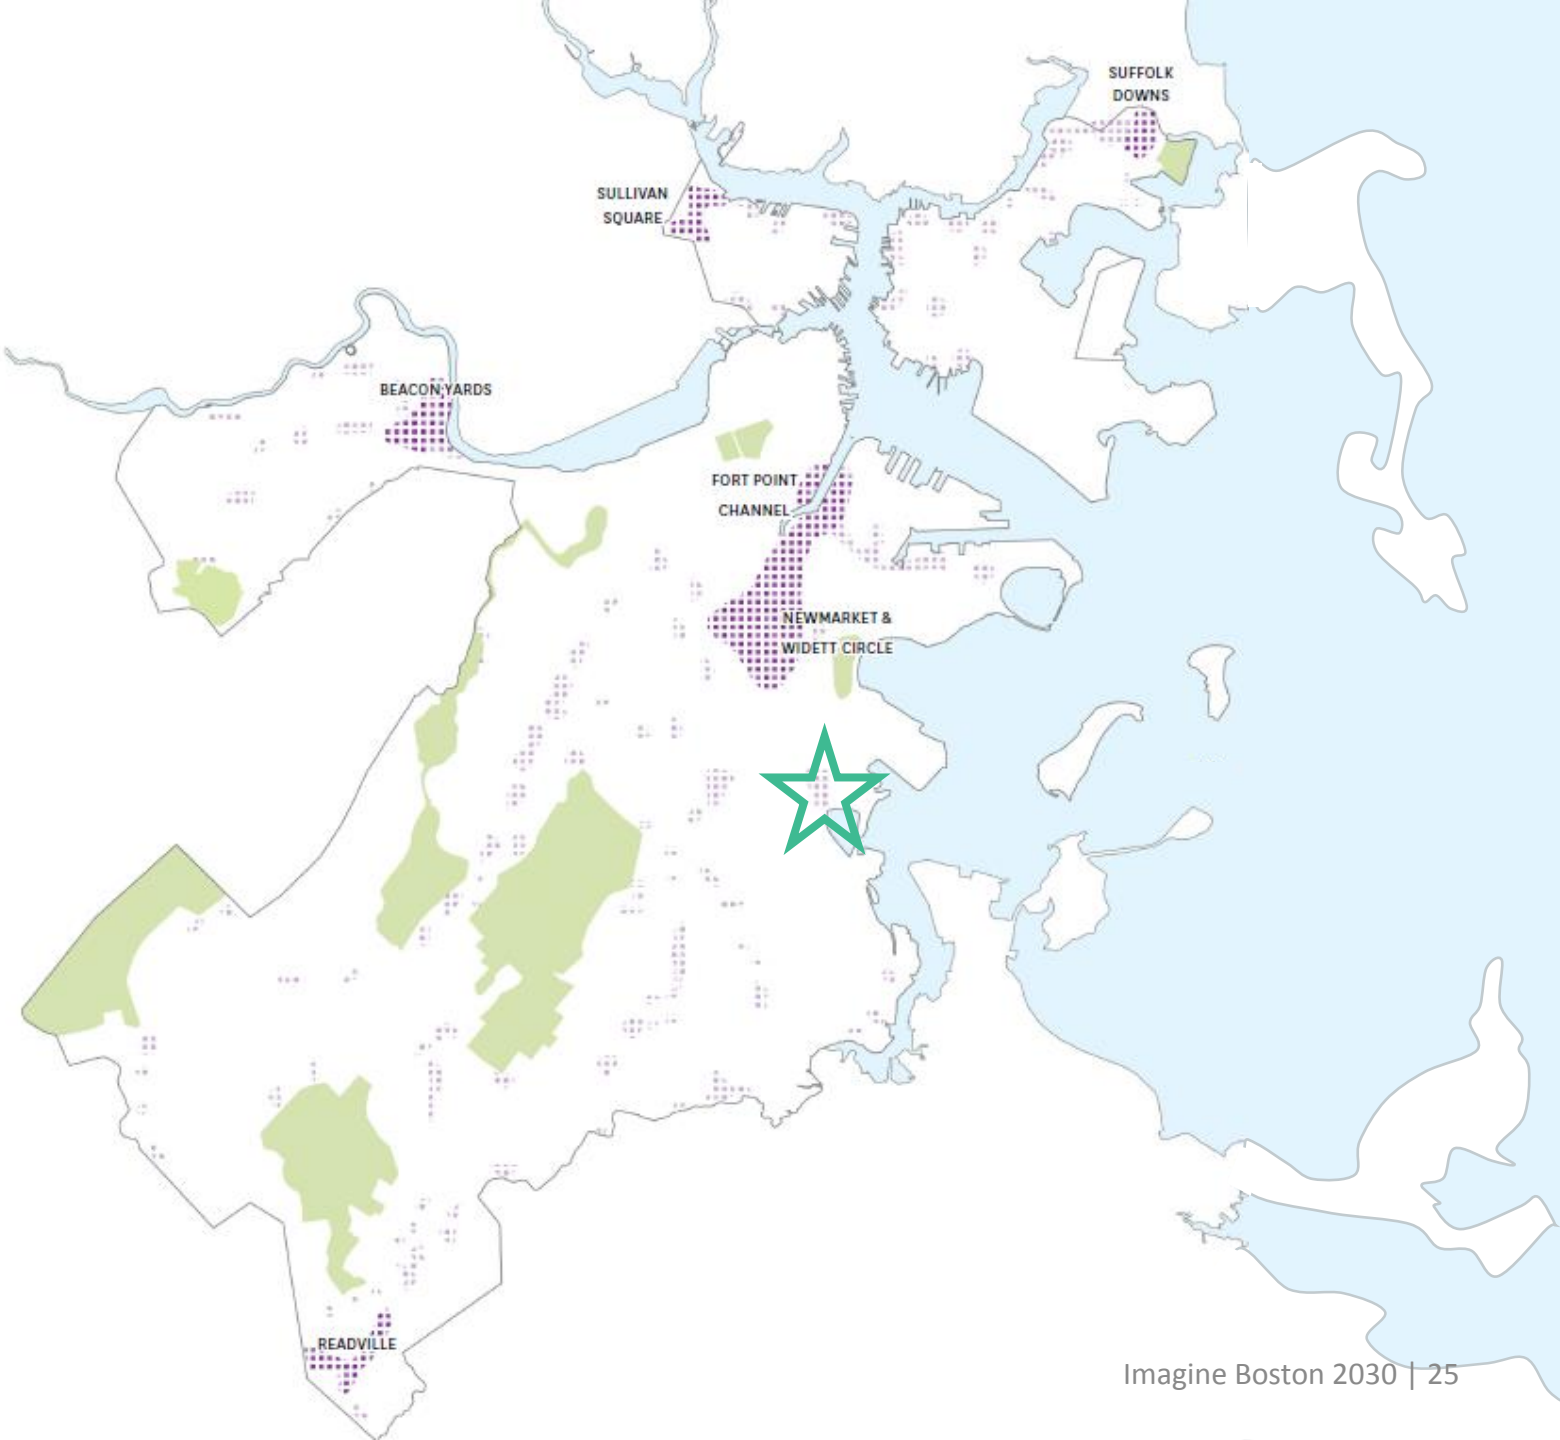 SUFFOLK
DOWNS
SULLIVAN
SQUARE
BEACON YARDS
FORT POINT
CHANNEL
NEWMARKET &
WIDETT CIRCLE
READVILLE
Imagine Boston 2030 | 25